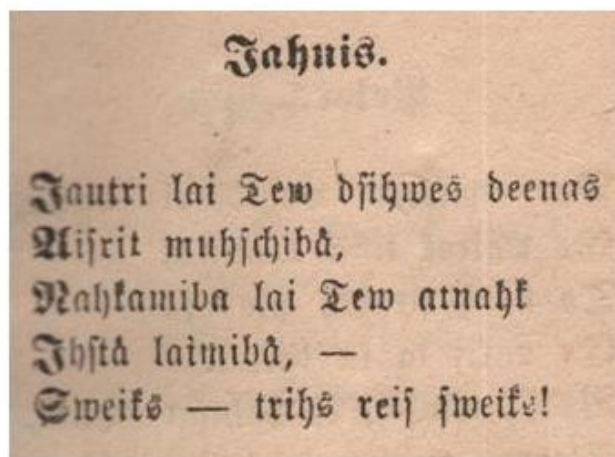 Jahnis.
Jautri lai Tew dsihwes deenas
Aisrit muhschibâ,
Nahkamiba lai Tew atnahk
Ihstâ laimibâ, —
Sweiks — trihs reis sweiks!